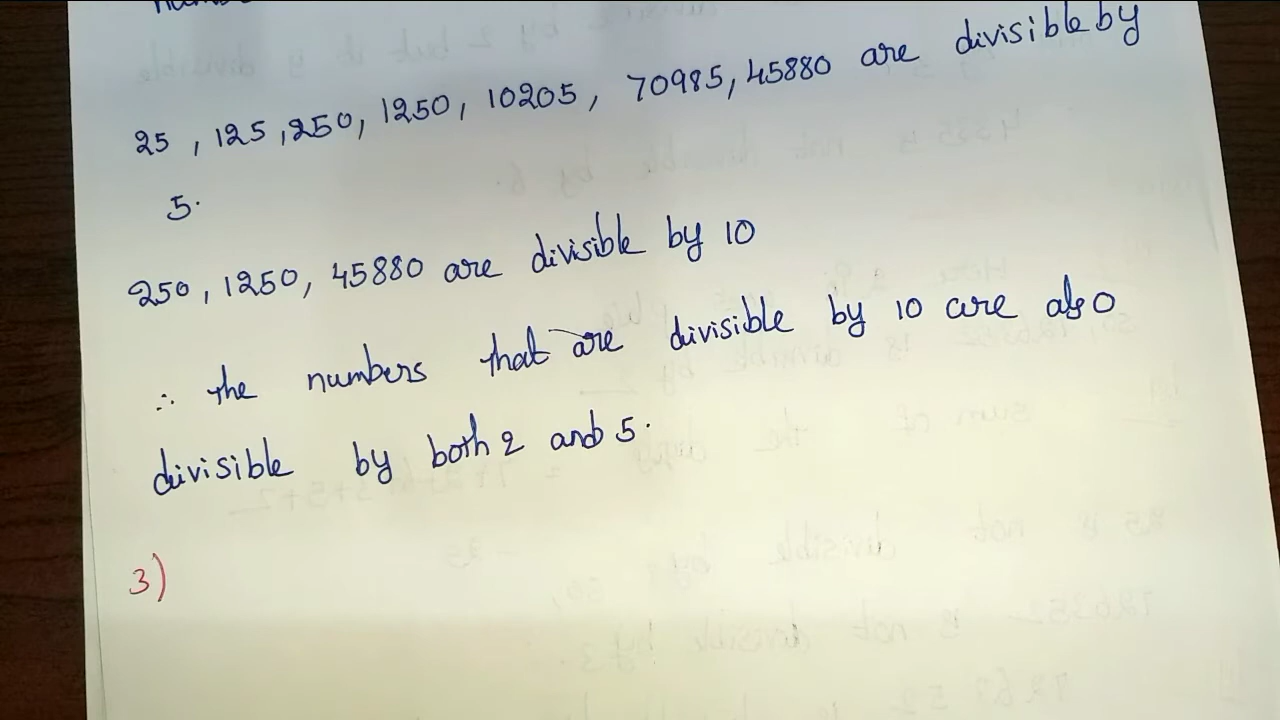 25, 125, 250, 1250, 10205, 70985, 45880 are divisible by
5.
250, 1250, 45880 are divisible by 10
∴ the numbers that are divisible by 10 are also
divisible by both 2 and 5.
3)